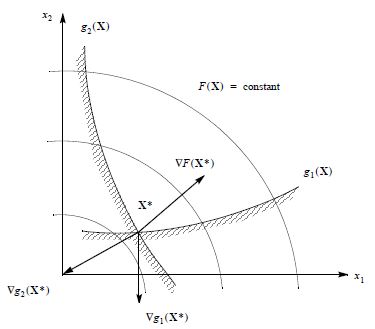 x2
g2(X)
F(X) = constant
∇F(X*)
g1(X)
X*
x1
∇g2(X*)
∇g1(X*)